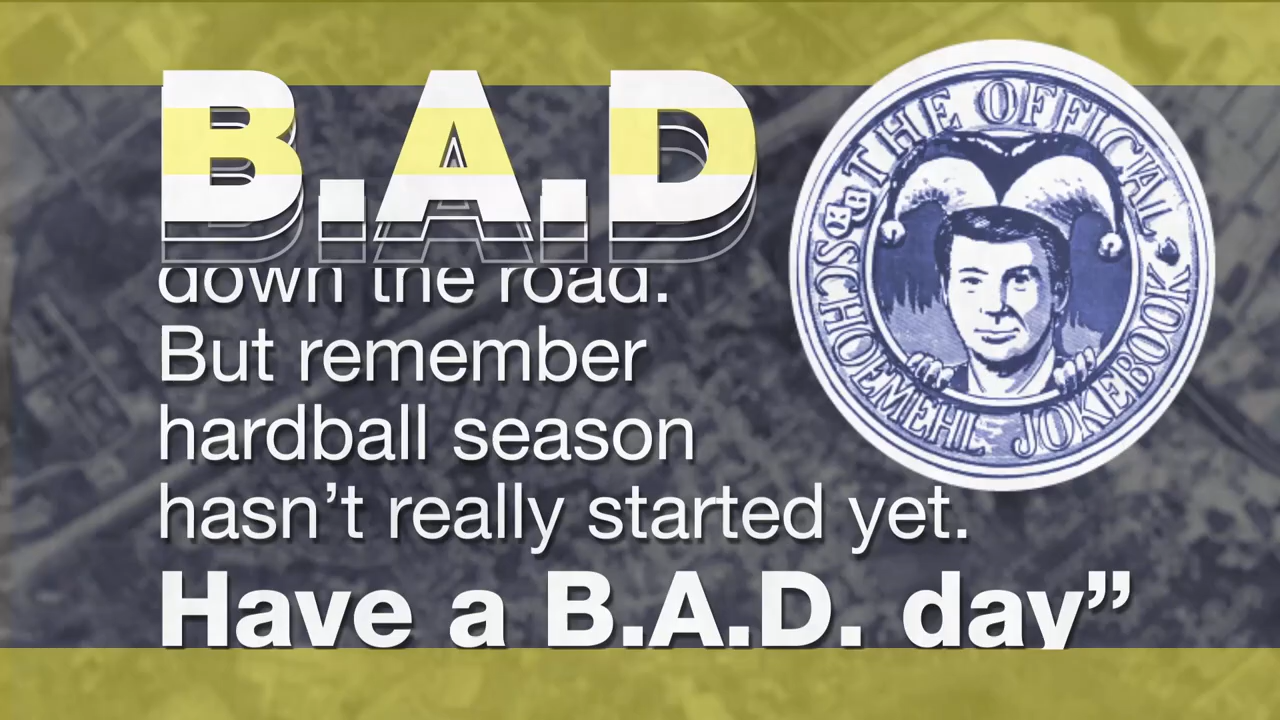 B.A.D
down the road.
But remember
hardball season
hasn’t really started yet.
Have a B.A.D. day”
THE OFFICIAL
SCHOEMEHL JOKEBOOK